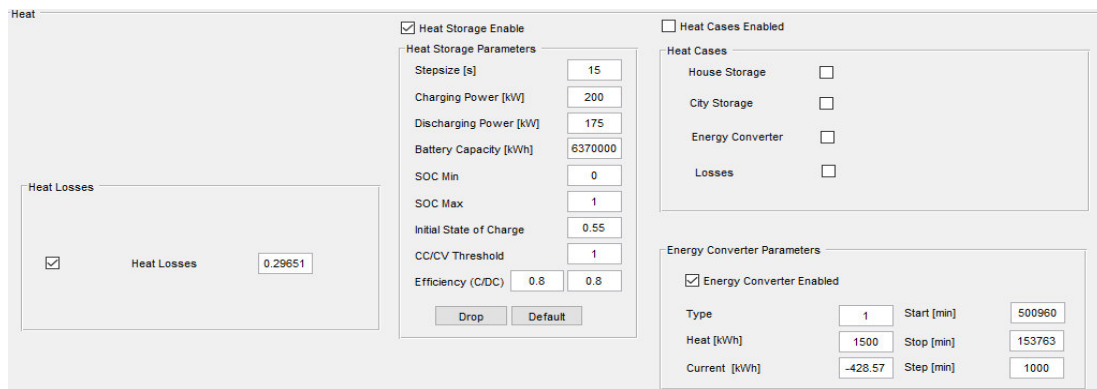 Heat
Heat Storage Enable
Heat Storage Parameters
Stepsize [s] 15
Charging Power [kW] 200
Discharging Power [kW] 175
Battery Capacity [kWh] 6370000
SOC Min 0
SOC Max 1
Initial State of Charge 0.55
CC/CV Threshold 1
Efficiency (C/DC) 0.8 0.8
Drop Default
Heat Losses
Heat Losses 0.29651
Heat Cases Enabled
Heat Cases
House Storage
City Storage
Energy Converter
Losses
Energy Converter Parameters
Energy Converter Enabled
Type 1 Start [min] 500960
Heat [kWh] 1500 Stop [min] 153763
Current [kWh] -428.57 Step [min] 1000